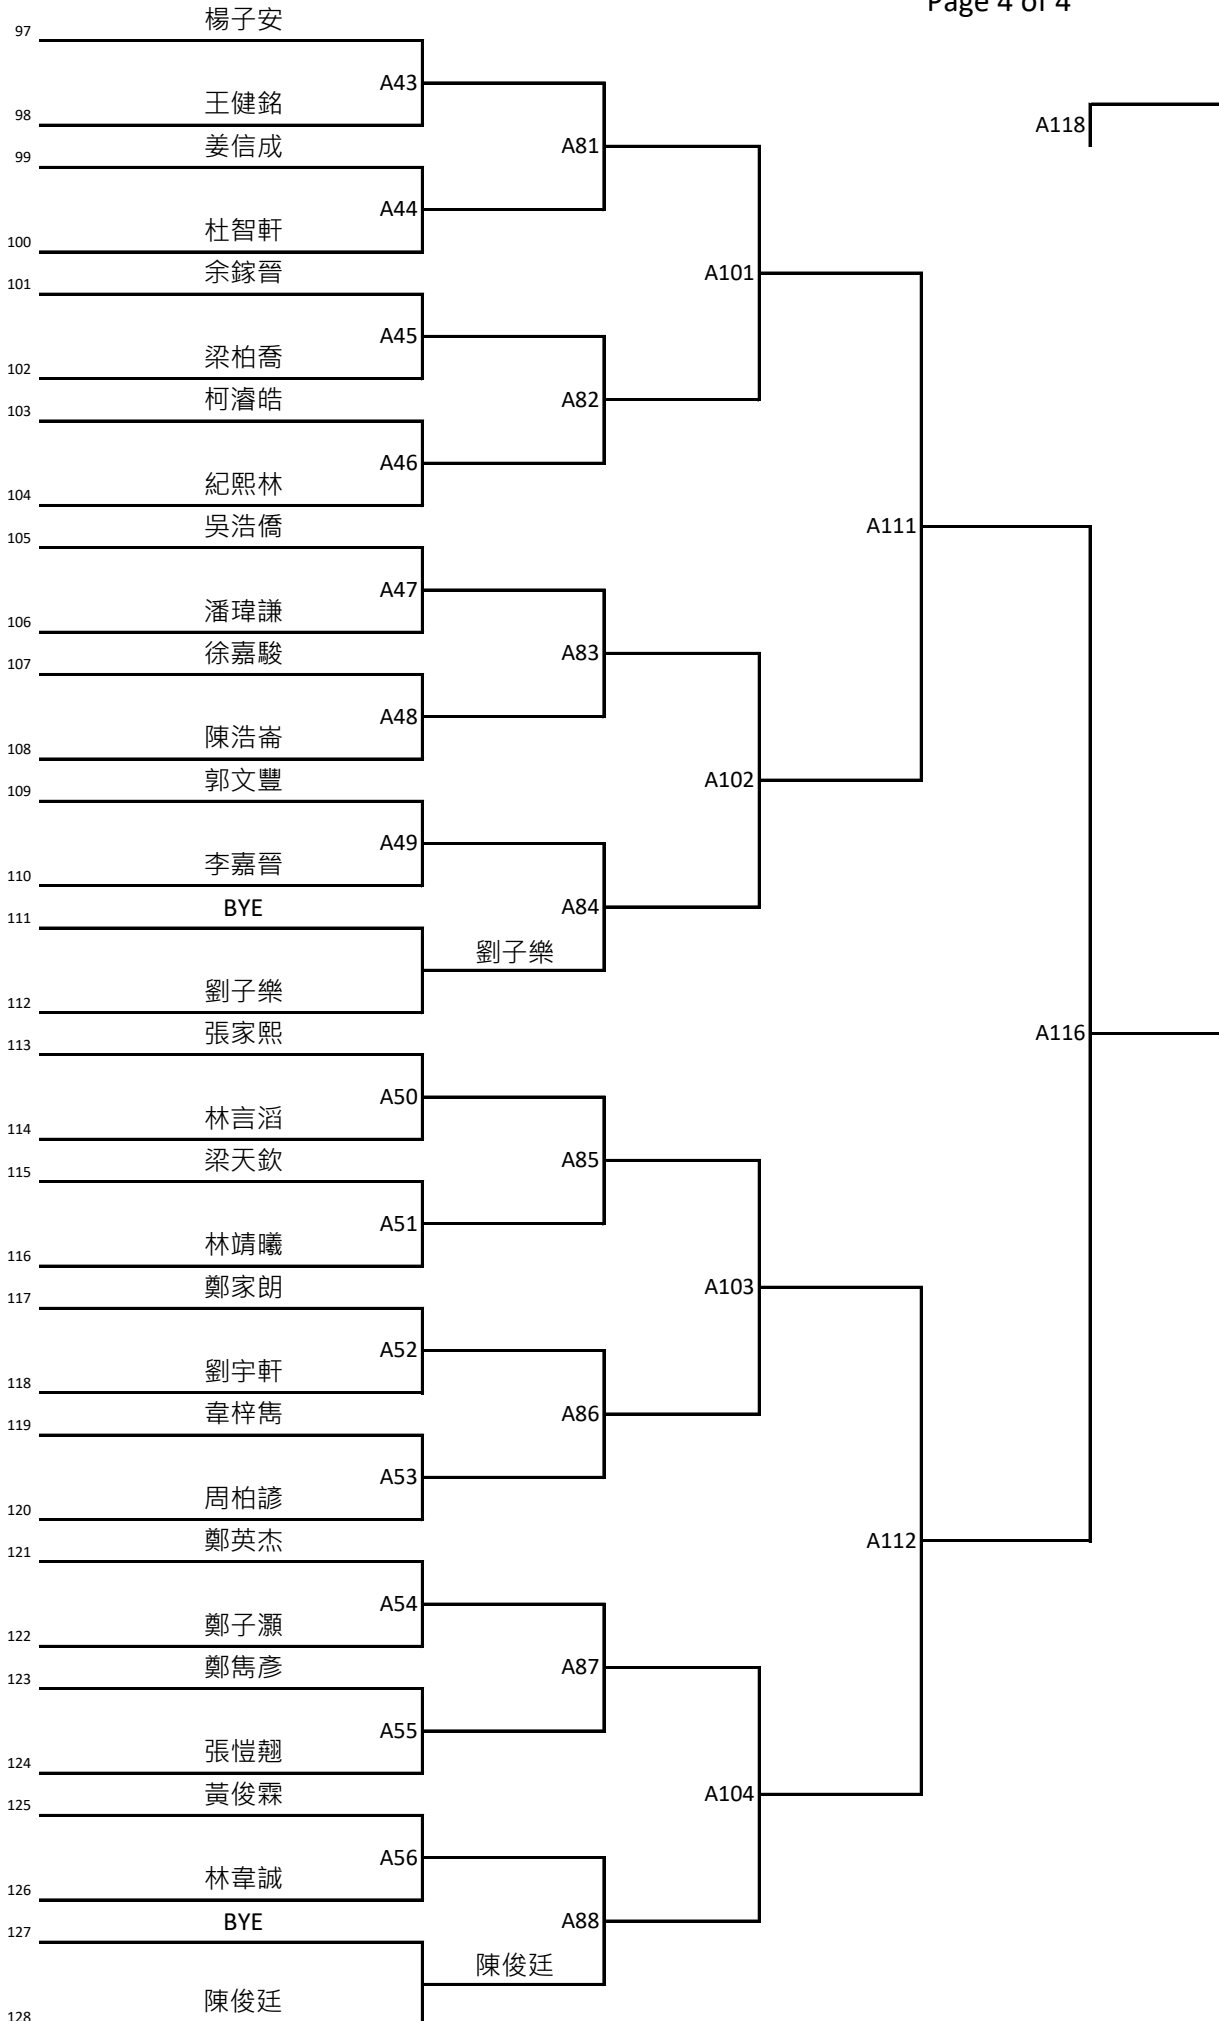 Page 4 of 4
97 楊子安
A43
98 王健銘
99 姜信成
A44
100 杜智軒
A81
101 余鎵晉
A45
102 梁柏喬
103 柯濬皓
A46
104 紀熙林
A82
A101
105 吳浩僑
A47
106 潘瑋謙
107 徐嘉駿
A48
108 陳浩崙
A83
109 郭文豐
A49
110 李嘉晉
111 BYE
112 劉子樂
劉子樂
A84
A102
A111
113 張家熙
A50
114 林言滔
115 梁天欽
A51
116 林靖曦
A85
117 鄭家朗
A52
118 劉宇軒
119 韋梓雋
A53
120 周柏諺
A86
A103
121 鄭英杰
A54
122 鄭子灝
123 鄭雋彥
A55
124 張愷翹
A87
125 黃俊霖
A56
126 林韋誠
127 BYE
128 陳俊廷
陳俊廷
A88
A104
A112
A116
A118